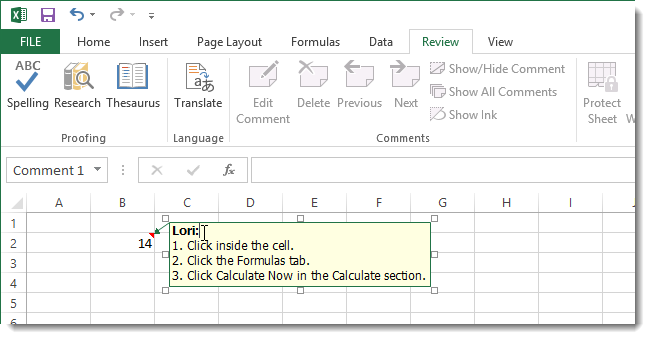 FILE Home Insert Page Layout Formulas Data Review View
ABC
Spelling Research Thesaurus Translate Edit Comment Delete Previous Next
Show/Hide Comment
Show All Comments
Show Ink
Protect Sheet
W
Proofing Language Comments
Comment 1 fx
A B C D E F G H I J
1
2 14
3
4
5
6
Lori:
1. Click inside the cell.
2. Click the Formulas tab.
3. Click Calculate Now in the Calculate section.